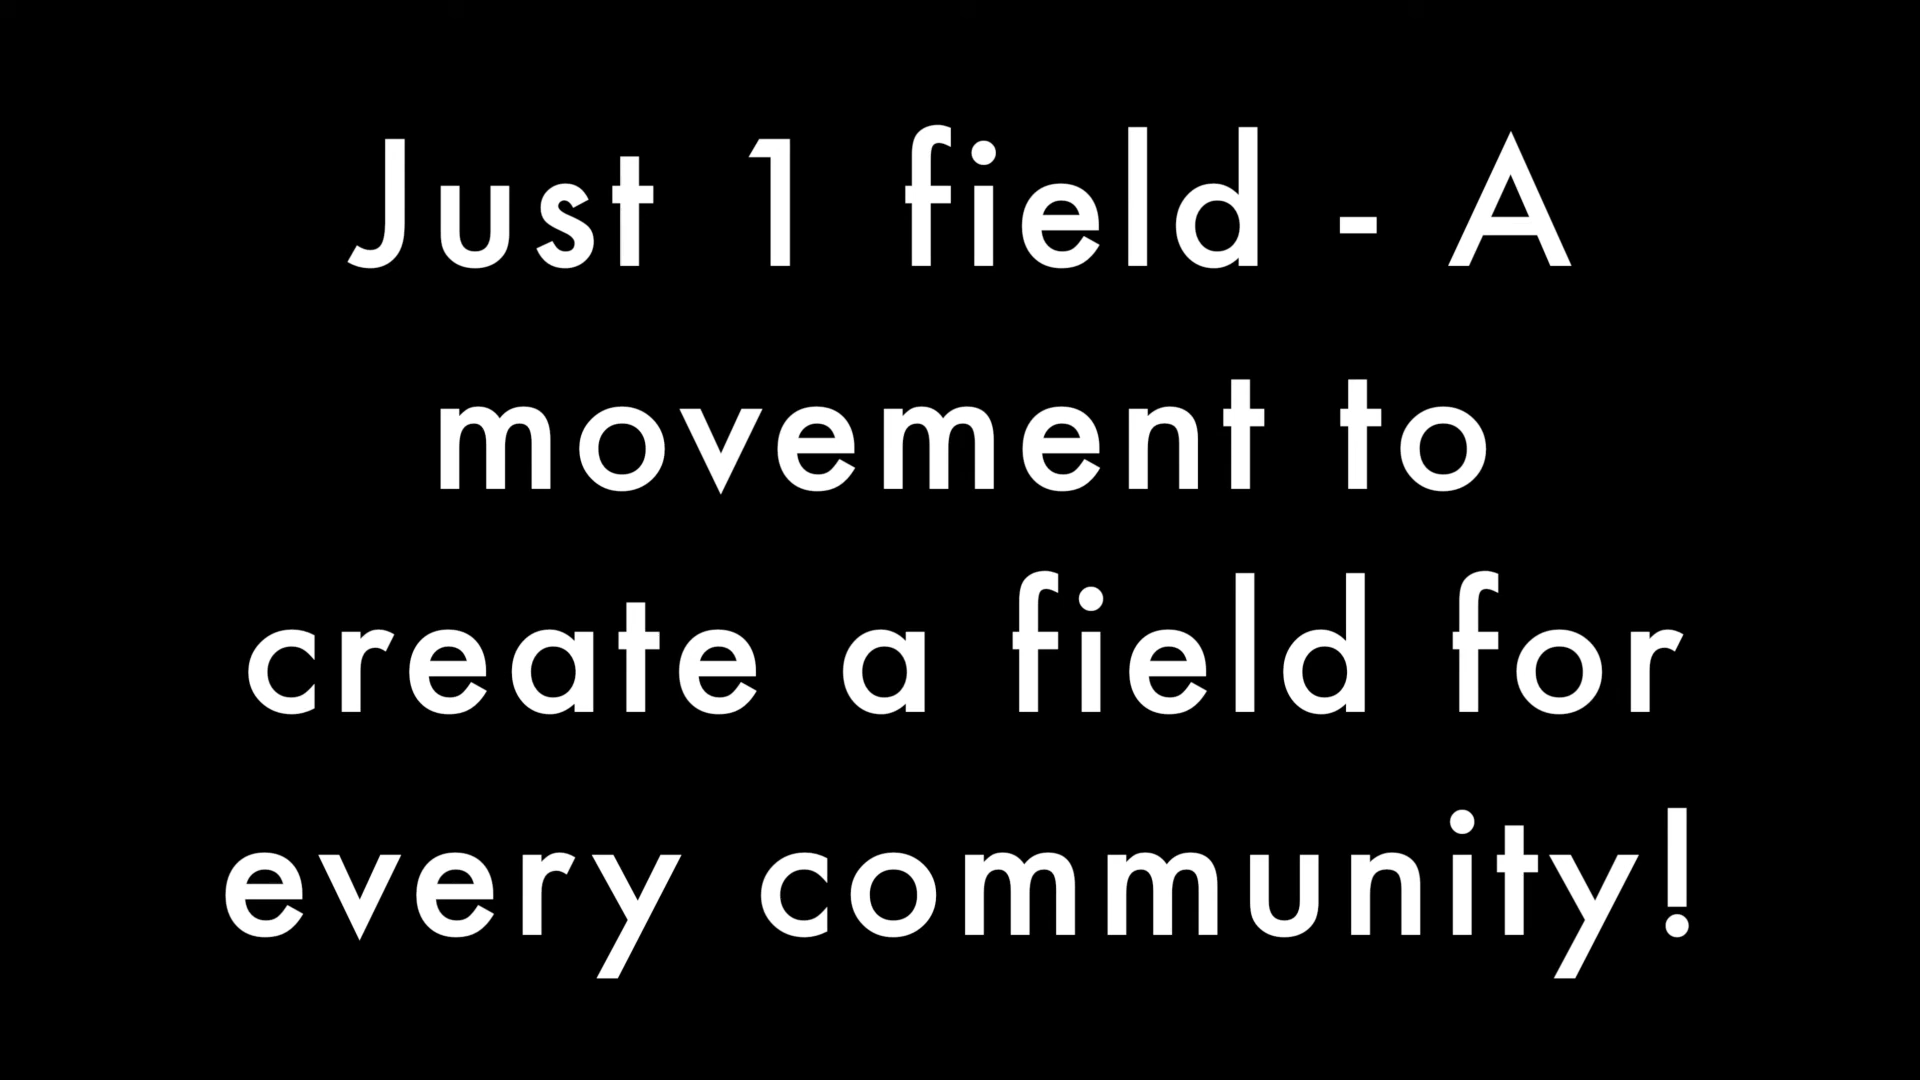 Just 1 field - A
movement to
create a field for
every community!